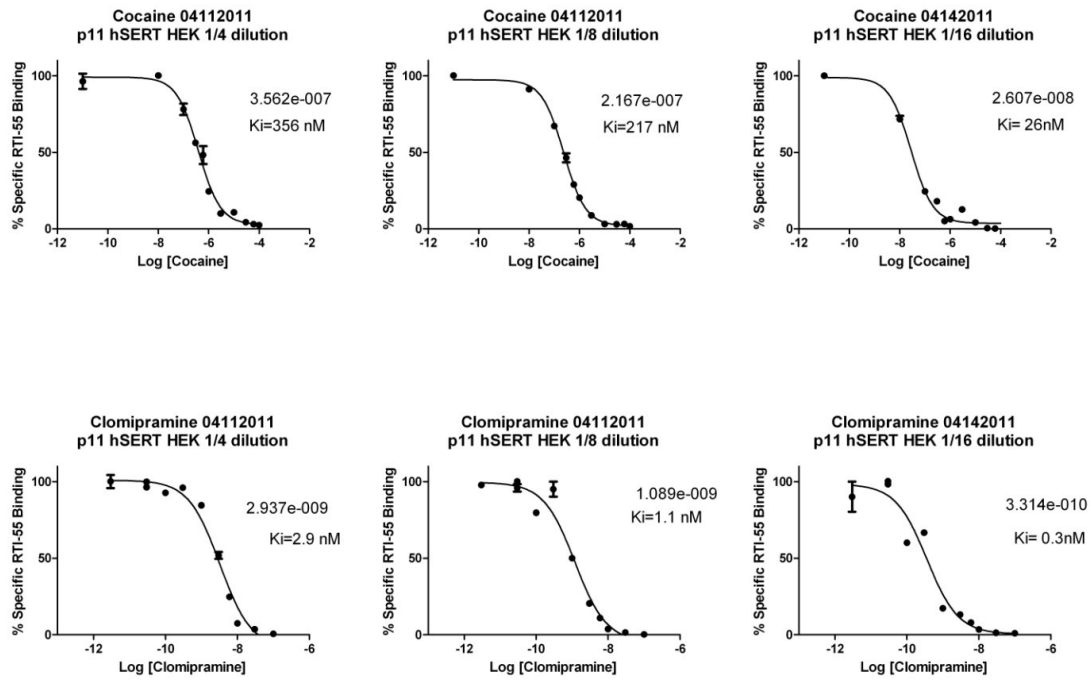 Cocaine 04112011
p11 hSERT HEK 1/4 dilution
% Specific RTI-55 Binding
100
50
0
3.562e-007
Ki=356 nM
-12 -10 -8 -6 -4 -2
Log [Cocaine]
Cocaine 04112011
p11 hSERT HEK 1/8 dilution
% Specific RTI-55 Binding
100
50
0
2.167e-007
Ki=217 nM
-12 -10 -8 -6 -4 -2
Log [Cocaine]
Cocaine 04142011
p11 hSERT HEK 1/16 dilution
% Specific RTI-55 Binding
100
50
0
2.607e-008
Ki= 26nM
-12 -10 -8 -6 -4 -2
Log [Cocaine]
Clomipramine 04112011
p11 hSERT HEK 1/4 dilution
% Specific RTI-55 Binding
100
50
0
2.937e-009
Ki=2.9 nM
-12 -10 -8 -6
Log [Clomipramine]
Clomipramine 04112011
p11 hSERT HEK 1/8 dilution
% Specific RTI-55 Binding
100
50
0
1.089e-009
Ki=1.1 nM
-12 -10 -8 -6
Log [Clomipramine]
Clomipramine 04142011
p11 hSERT HEK 1/16 dilution
% Specific RTI-55 Binding
100
50
0
3.314e-010
Ki= 0.3nM
-12 -10 -8 -6
Log [Clomipramine]